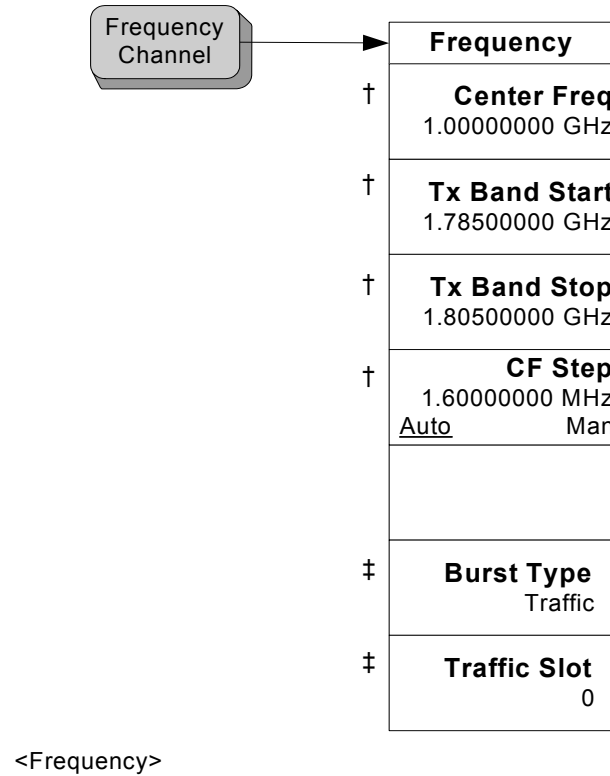 Frequency
Channel
Frequency
†
Center Freq
1.00000000 GHz
†
Tx Band Start
1.78500000 GHz
†
Tx Band Stop
1.80500000 GHz
†
CF Step
1.60000000 MHz
Auto Man
‡
Burst Type
Traffic
‡
Traffic Slot
0
<Frequency>